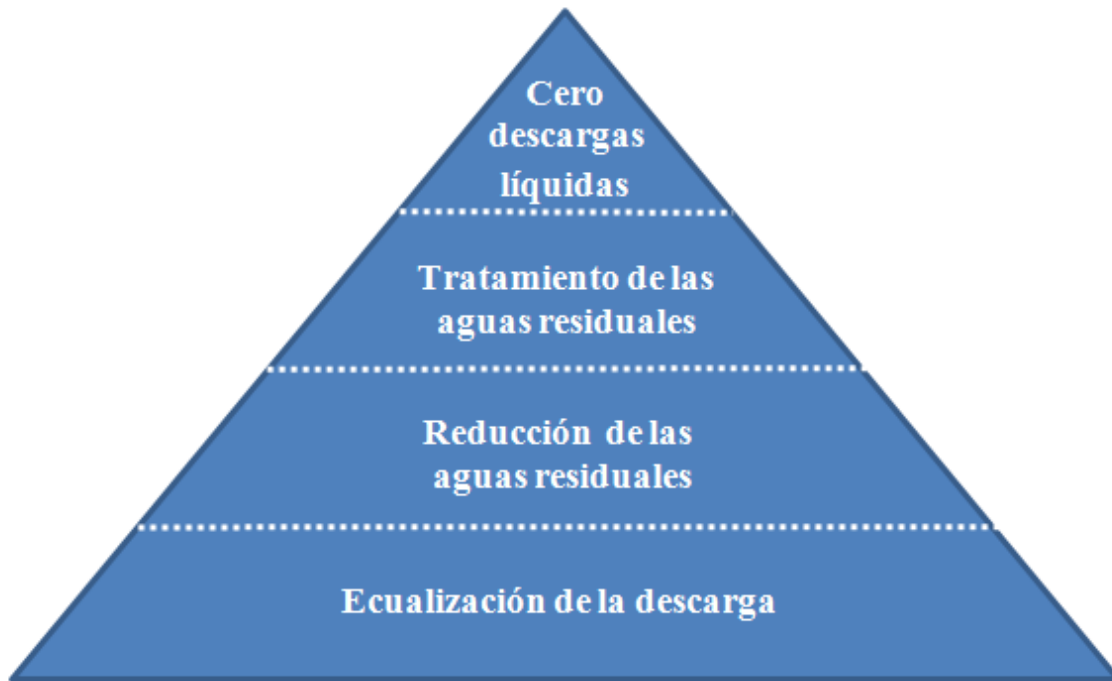 Cero
descargas
líquidas
Tratamiento de las
aguas residuales
Reducción de las
aguas residuales
Ecualización de la descarga